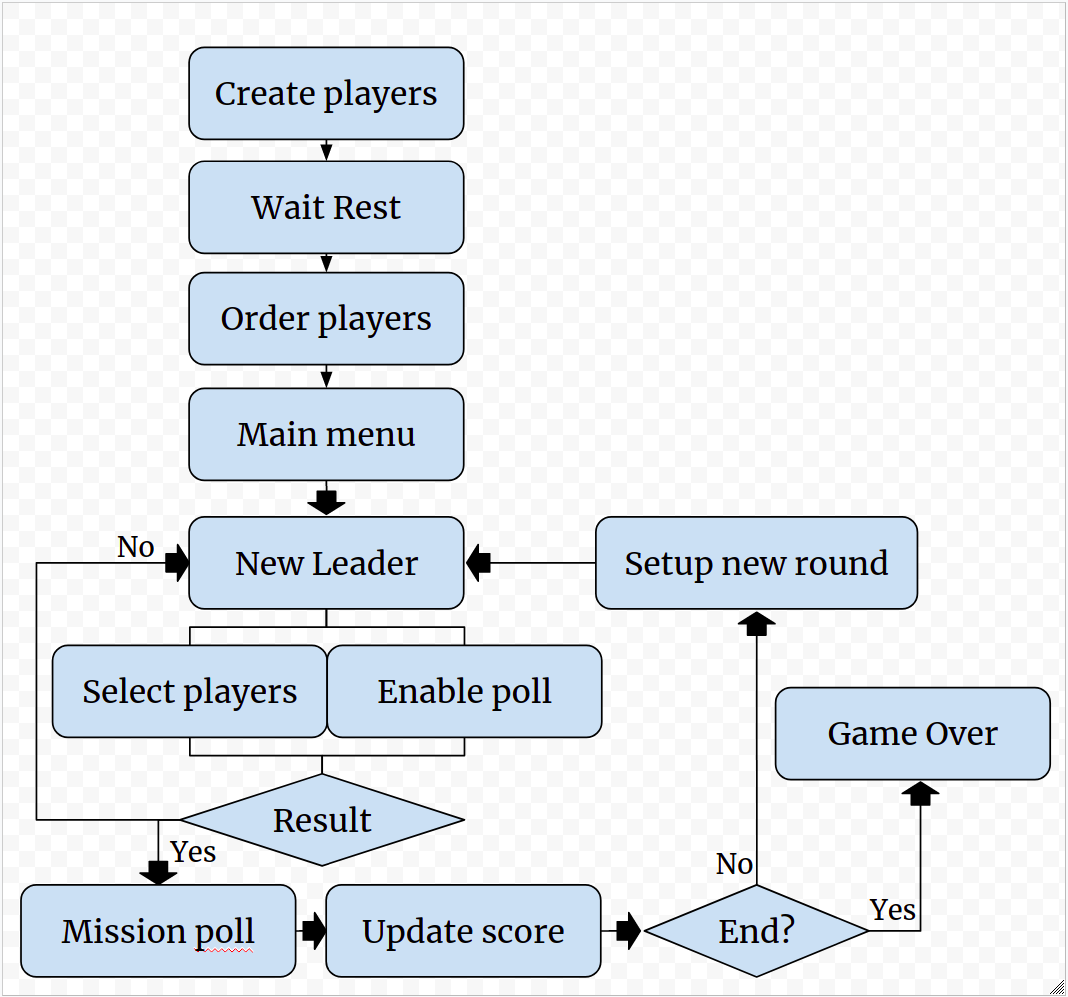 Create players
Wait Rest
Order players
Main menu
No
New Leader
Setup new round
Select players
Enable poll
Game Over
Result
Yes
No
Yes
Mission poll
Update score
End?